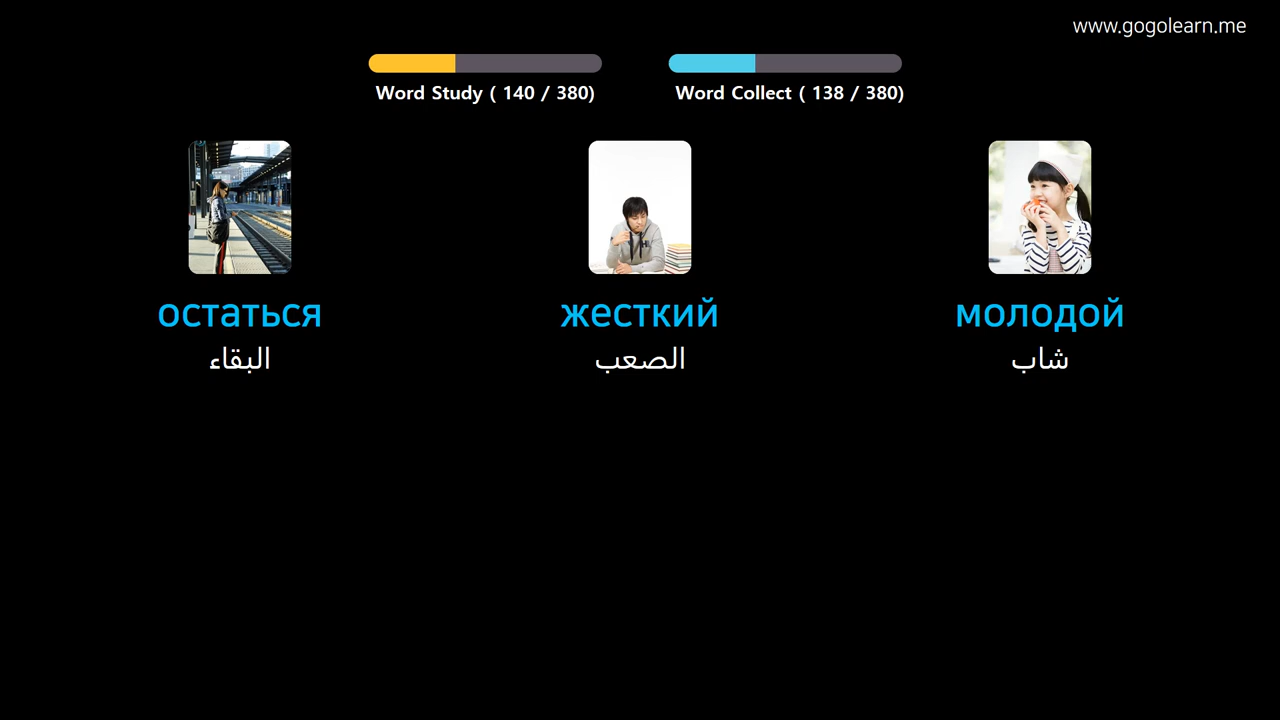 www.gogolearn.me
Word Study ( 140 / 380)
Word Collect ( 138 / 380)
остаться
البقاء
жесткий
الصعب
молодой
شاب